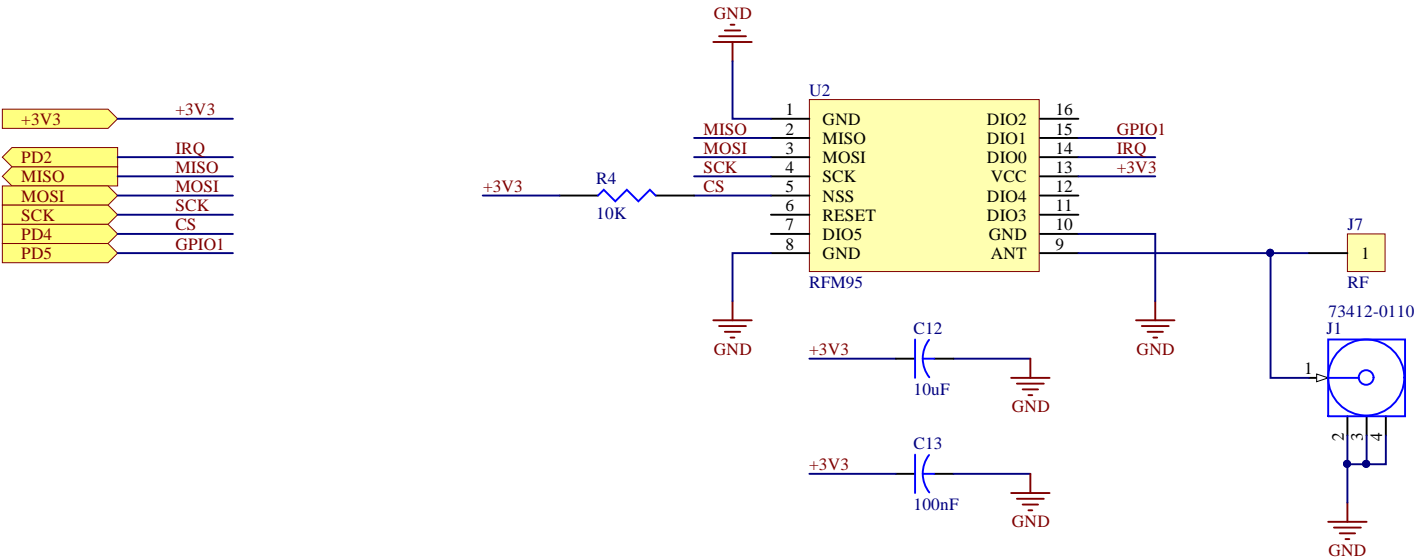 GND
+3V3 +3V3
PD2 IRQ
MISO MISO
MOSI MOSI
SCK SCK
PD4 CS
PD5 GPIO1
+3V3
R4
10K
MISO
MOSI
SCK
CS
U2
1 GND DIO2 16
2 MISO DIO1 15 GPIO1
3 MOSI DIO0 14 IRQ
4 SCK VCC 13 +3V3
5 NSS DIO4 12
6 RESET DIO3 11
7 DIO5 GND 10
8 GND ANT 9
RFM95
GND
GND
J7
1
RF
73412-0110
J1
1
2 3 4
GND
C12
+3V3
10uF
GND
C13
+3V3
100nF
GND